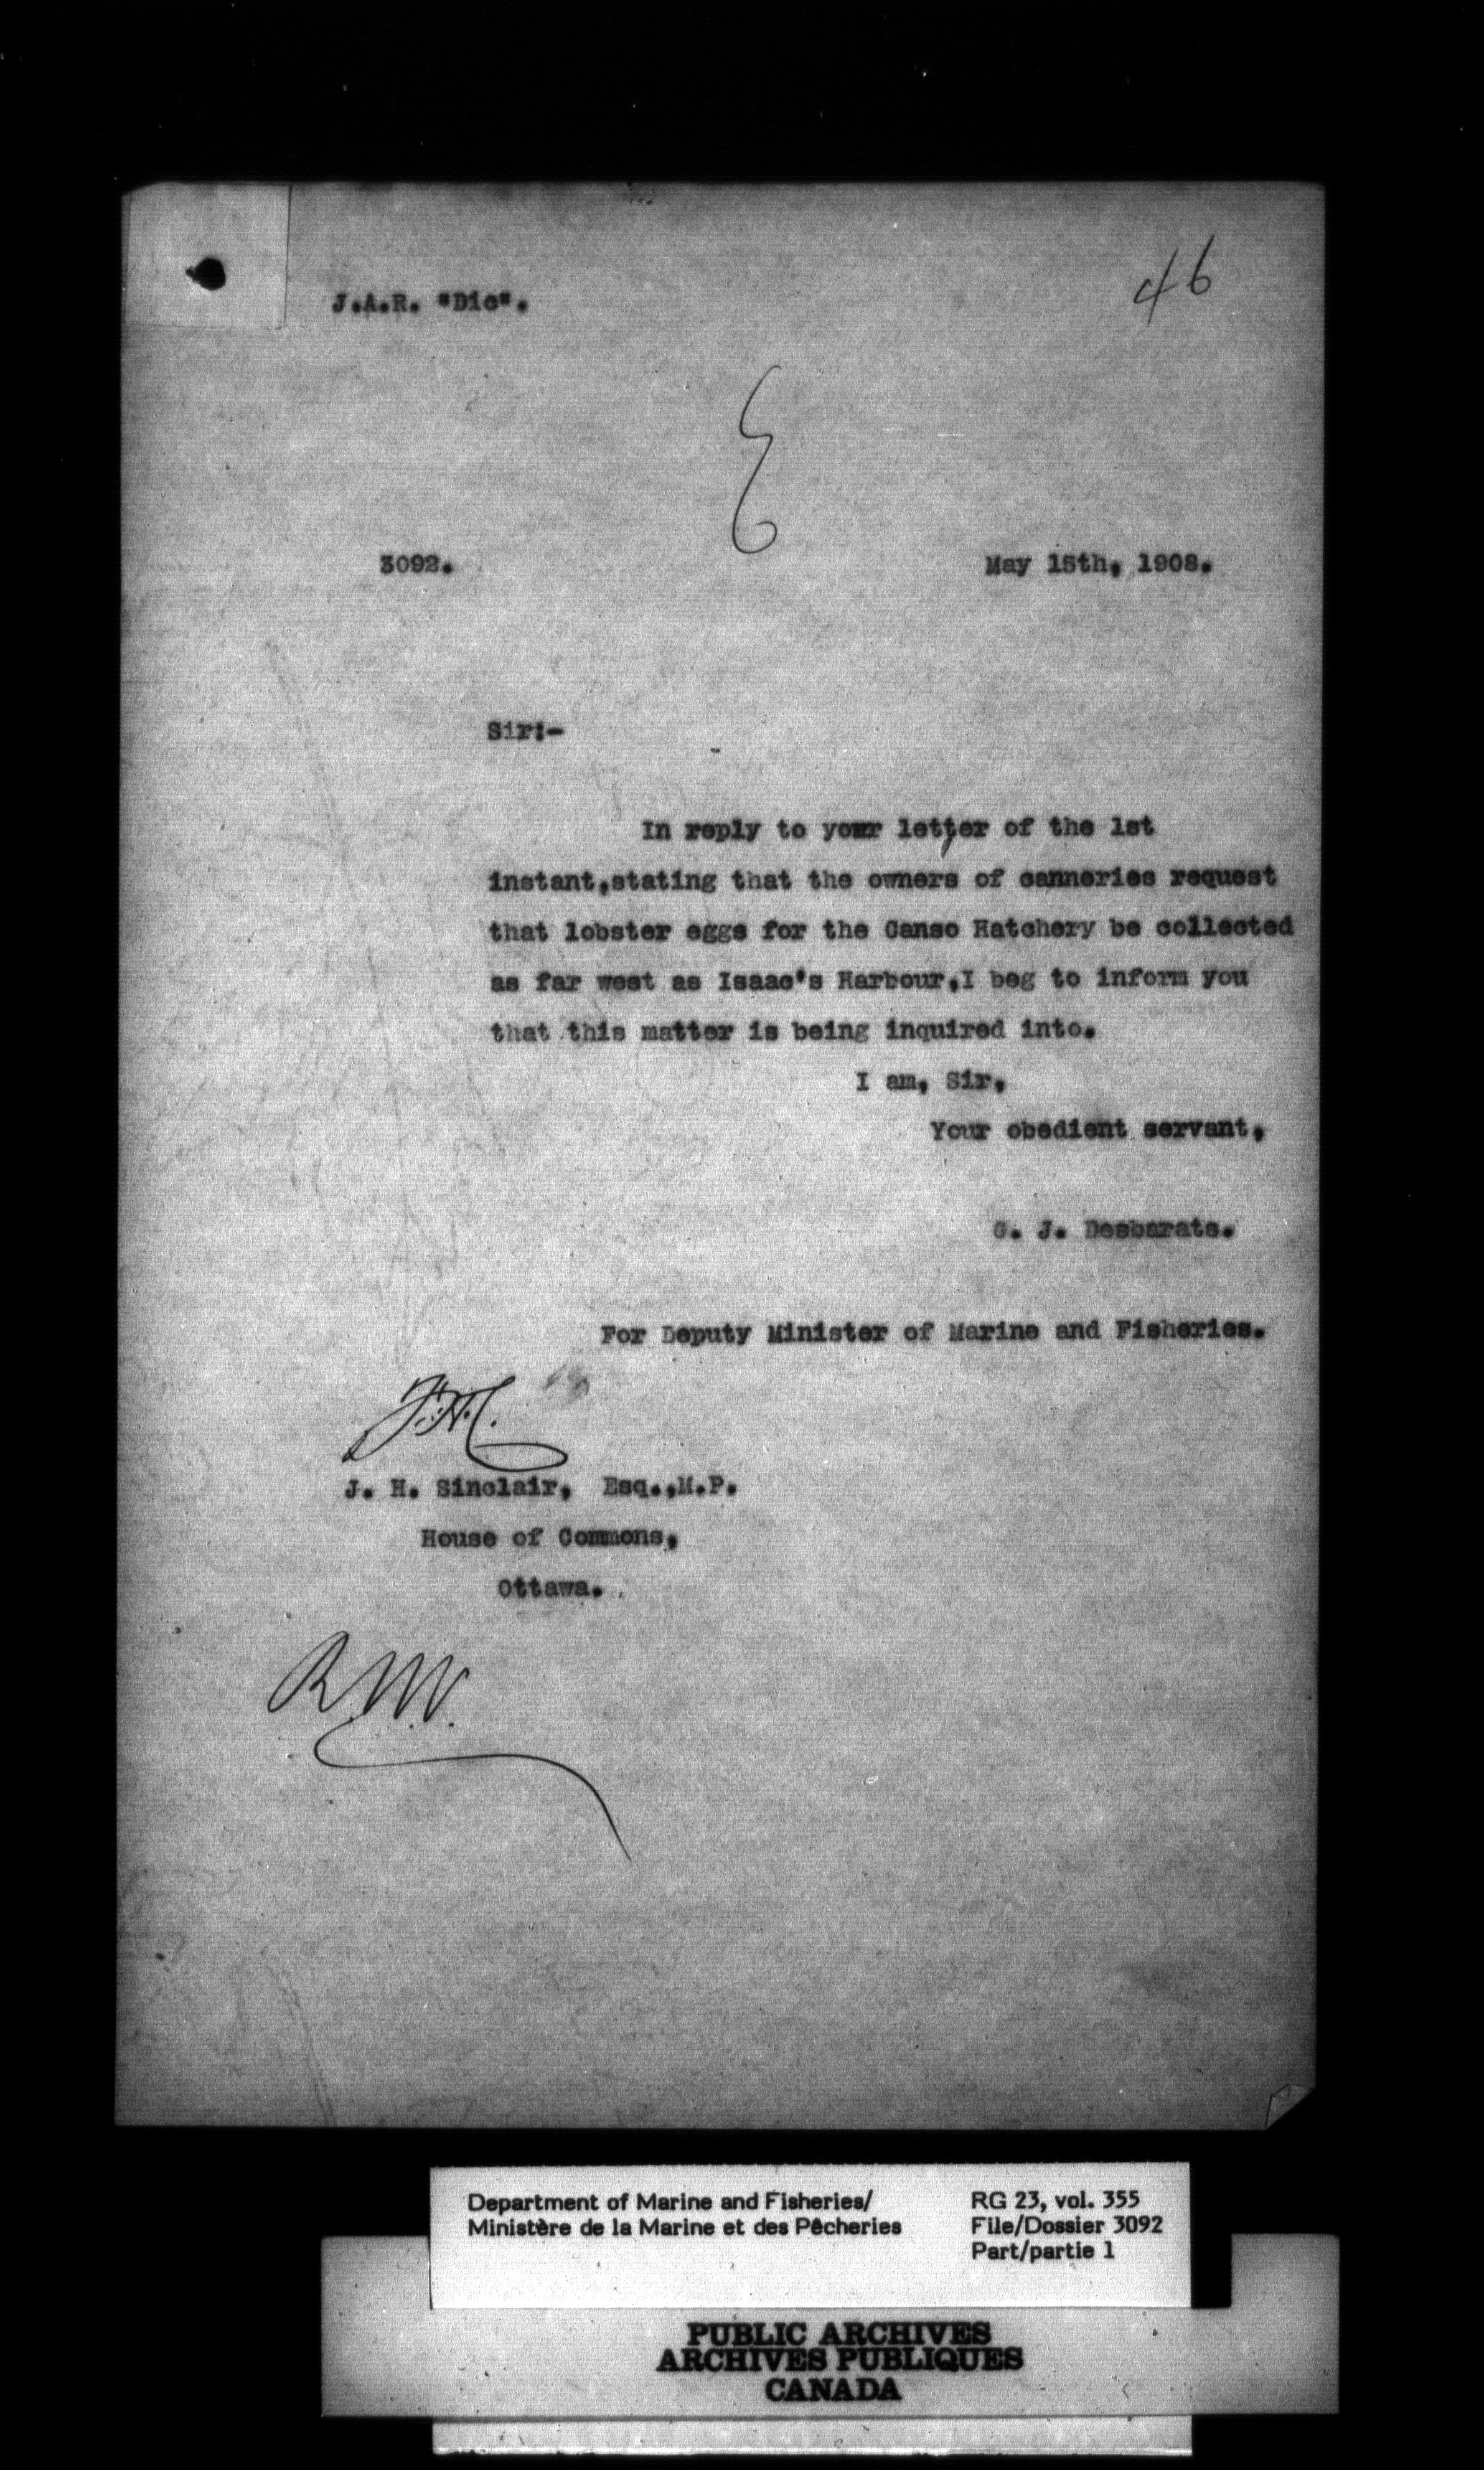 J.A.R. "Dic".
46
3092.
May 15th, 1908.
Sir:-
In reply to your letter of the 1st
instant,stating that the owners of canneries request
that lobster eggs for the Canso Hatchery be collected
as far west as Isaac's Harbour,I beg to inform you
that this matter is being inquired into.
I am, Sir,
Your obedient servant,
G. J. Desbarats.
For Deputy Minister of Marine and Fisheries.
J. H. Sinclair, Esq.,M.P.
House of Commons,
Ottawa.
R.W.V.
Department of Marine and Fisheries/
Ministère de la Marine et des Pêcheries
RG 23, vol. 355
File/Dossier 3092
Part/partie 1
PUBLIC ARCHIVES
ARCHIVES PUBLIQUES
CANADA